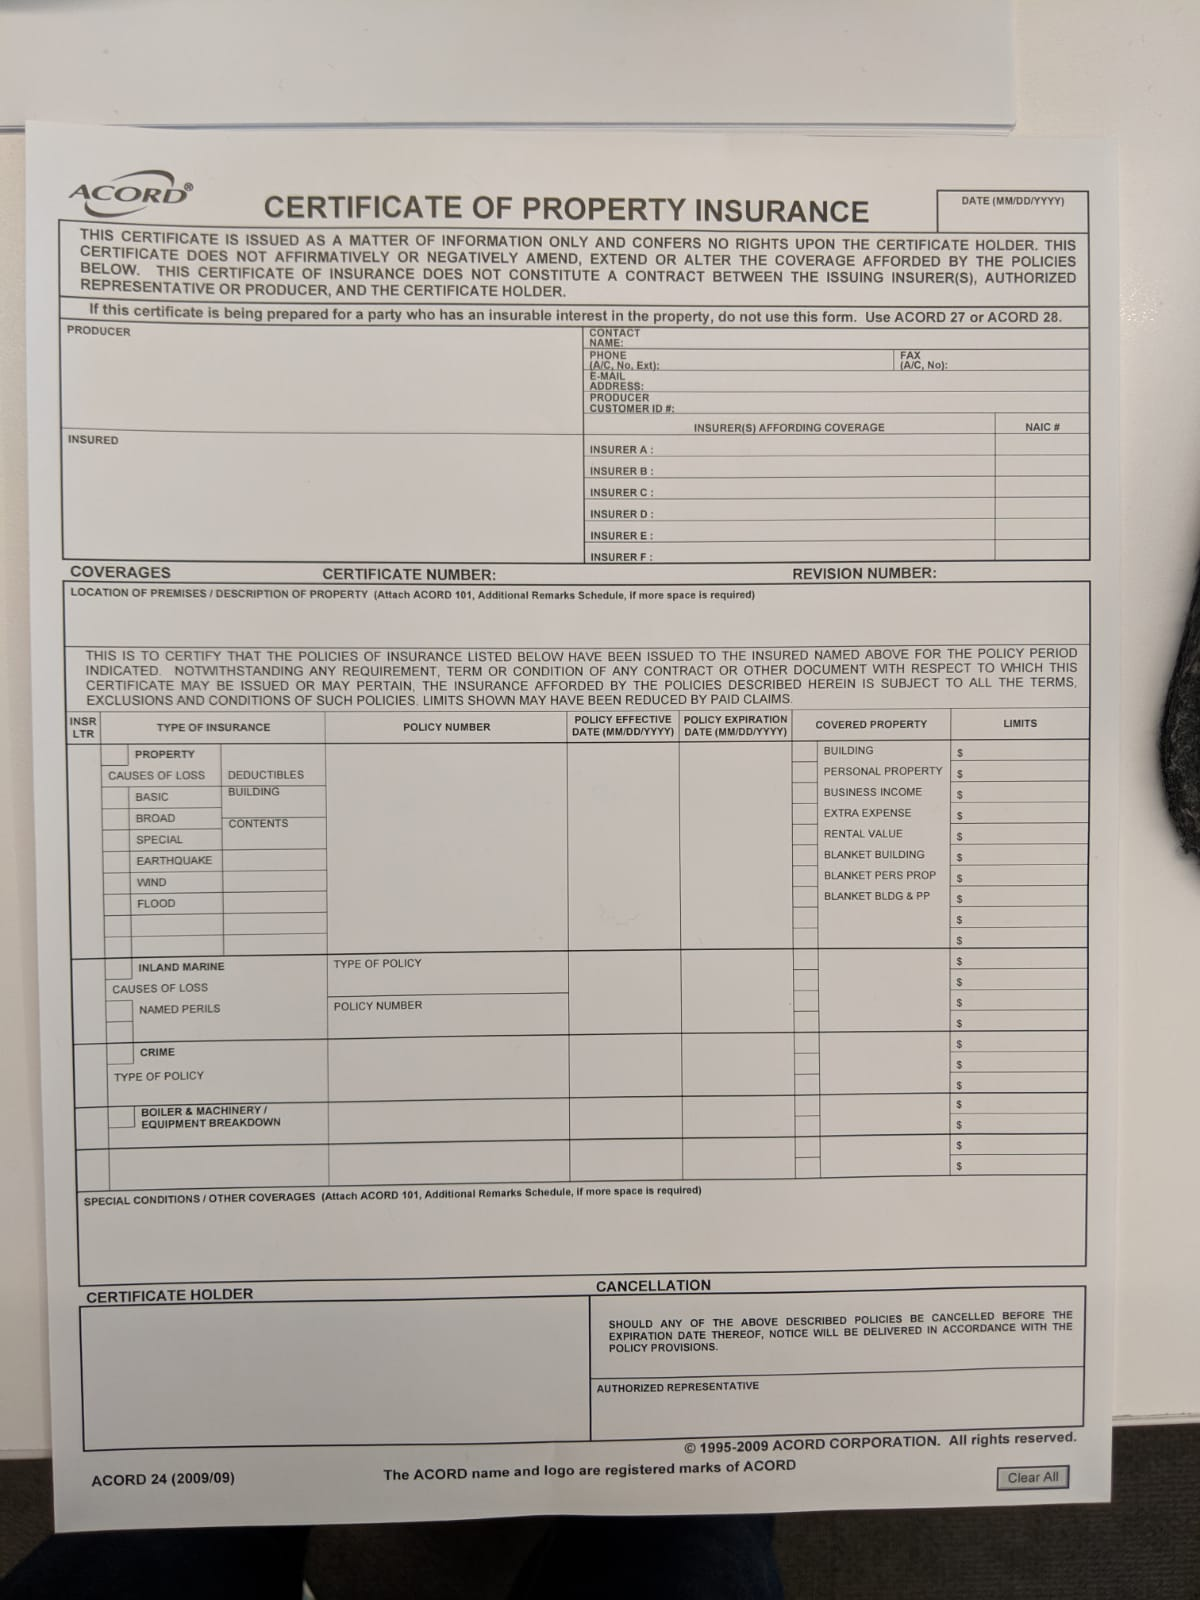 ACORD®
CERTIFICATE OF PROPERTY INSURANCE
DATE (MM/DD/YYYY)
THIS CERTIFICATE IS ISSUED AS A MATTER OF INFORMATION ONLY AND CONFERS NO RIGHTS UPON THE CERTIFICATE HOLDER. THIS
CERTIFICATE DOES NOT AFFIRMATIVELY OR NEGATIVELY AMEND, EXTEND OR ALTER THE COVERAGE AFFORDED BY THE POLICIES
BELOW. THIS CERTIFICATE OF INSURANCE DOES NOT CONSTITUTE A CONTRACT BETWEEN THE ISSUING INSURER(S), AUTHORIZED
REPRESENTATIVE OR PRODUCER, AND THE CERTIFICATE HOLDER.
If this certificate is being prepared for a party who has an insurable interest in the property, do not use this form. Use ACORD 27 or ACORD 28.
PRODUCER
CONTACT
NAME:
PHONE
(A/C, No, Ext):
FAX
(A/C, No):
E-MAIL
ADDRESS:
PRODUCER
CUSTOMER ID #:
INSURER(S) AFFORDING COVERAGE
NAIC #
INSURED
INSURER A :
INSURER B :
INSURER C :
INSURER D :
INSURER E :
INSURER F :
COVERAGES
CERTIFICATE NUMBER:
REVISION NUMBER:
LOCATION OF PREMISES / DESCRIPTION OF PROPERTY (Attach ACORD 101, Additional Remarks Schedule, if more space is required)
THIS IS TO CERTIFY THAT THE POLICIES OF INSURANCE LISTED BELOW HAVE BEEN ISSUED TO THE INSURED NAMED ABOVE FOR THE POLICY PERIOD
INDICATED. NOTWITHSTANDING ANY REQUIREMENT, TERM OR CONDITION OF ANY CONTRACT OR OTHER DOCUMENT WITH RESPECT TO WHICH THIS
CERTIFICATE MAY BE ISSUED OR MAY PERTAIN, THE INSURANCE AFFORDED BY THE POLICIES DESCRIBED HEREIN IS SUBJECT TO ALL THE TERMS,
EXCLUSIONS AND CONDITIONS OF SUCH POLICIES. LIMITS SHOWN MAY HAVE BEEN REDUCED BY PAID CLAIMS.
INSR
LTR
TYPE OF INSURANCE
POLICY NUMBER
POLICY EFFECTIVE
DATE (MM/DD/YYYY)
POLICY EXPIRATION
DATE (MM/DD/YYYY)
COVERED PROPERTY
LIMITS
PROPERTY
CAUSES OF LOSS
DEDUCTIBLES
BASIC
BUILDING
BROAD
CONTENTS
SPECIAL
EARTHQUAKE
WIND
FLOOD
BUILDING
$
PERSONAL PROPERTY
$
BUSINESS INCOME
$
EXTRA EXPENSE
$
RENTAL VALUE
$
BLANKET BUILDING
$
BLANKET PERS PROP
$
BLANKET BLDG & PP
$
$
$
INLAND MARINE
CAUSES OF LOSS
NAMED PERILS
TYPE OF POLICY
POLICY NUMBER
$
$
$
$
CRIME
TYPE OF POLICY
$
$
$
BOILER & MACHINERY /
EQUIPMENT BREAKDOWN
$
$
$
$
SPECIAL CONDITIONS / OTHER COVERAGES (Attach ACORD 101, Additional Remarks Schedule, if more space is required)
CERTIFICATE HOLDER
CANCELLATION
SHOULD ANY OF THE ABOVE DESCRIBED POLICIES BE CANCELLED BEFORE THE
EXPIRATION DATE THEREOF, NOTICE WILL BE DELIVERED IN ACCORDANCE WITH THE
POLICY PROVISIONS.
AUTHORIZED REPRESENTATIVE
© 1995-2009 ACORD CORPORATION. All rights reserved.
ACORD 24 (2009/09)
The ACORD name and logo are registered marks of ACORD
Clear All